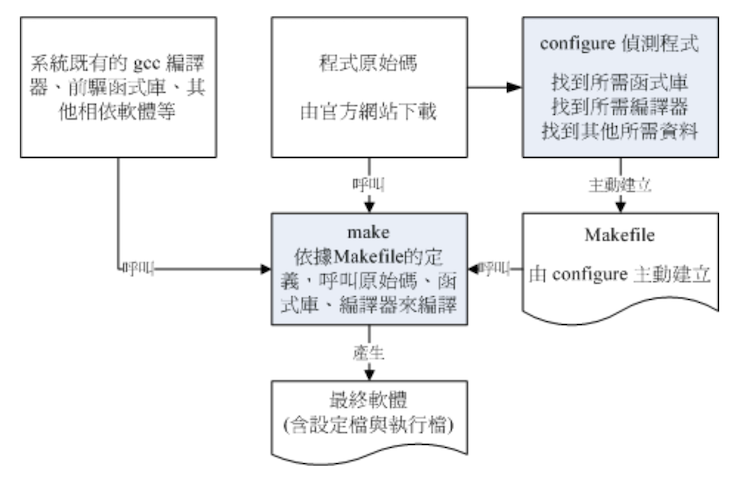 系統既有的 gcc 編譯
器、前驅函式庫、其
他相依軟體等
程式原始碼
由官方網站下載
configure 偵測程式
找到所需函式庫
找到所需編譯器
找到其他所需資料
呼叫
主動建立
make
依據Makefile的定
義，呼叫原始碼、函
式庫、編譯器來編譯
呼叫
呼叫
Makefile
由 configure 主動建立
產生
最終軟體
(含設定檔與執行檔)